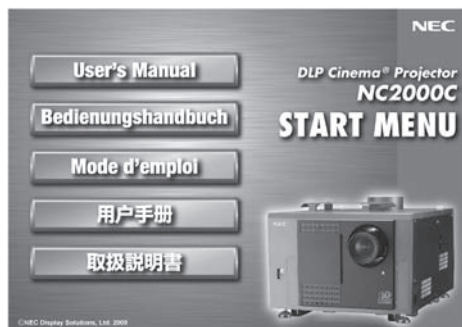 NEC
User's Manual
Bedienungshandbuch
Mode d'emploi
用户手册
取扱説明書
DLP Cinema® Projector
NC2000C
START MENU
©NEC Display Solutions, Ltd. 2009